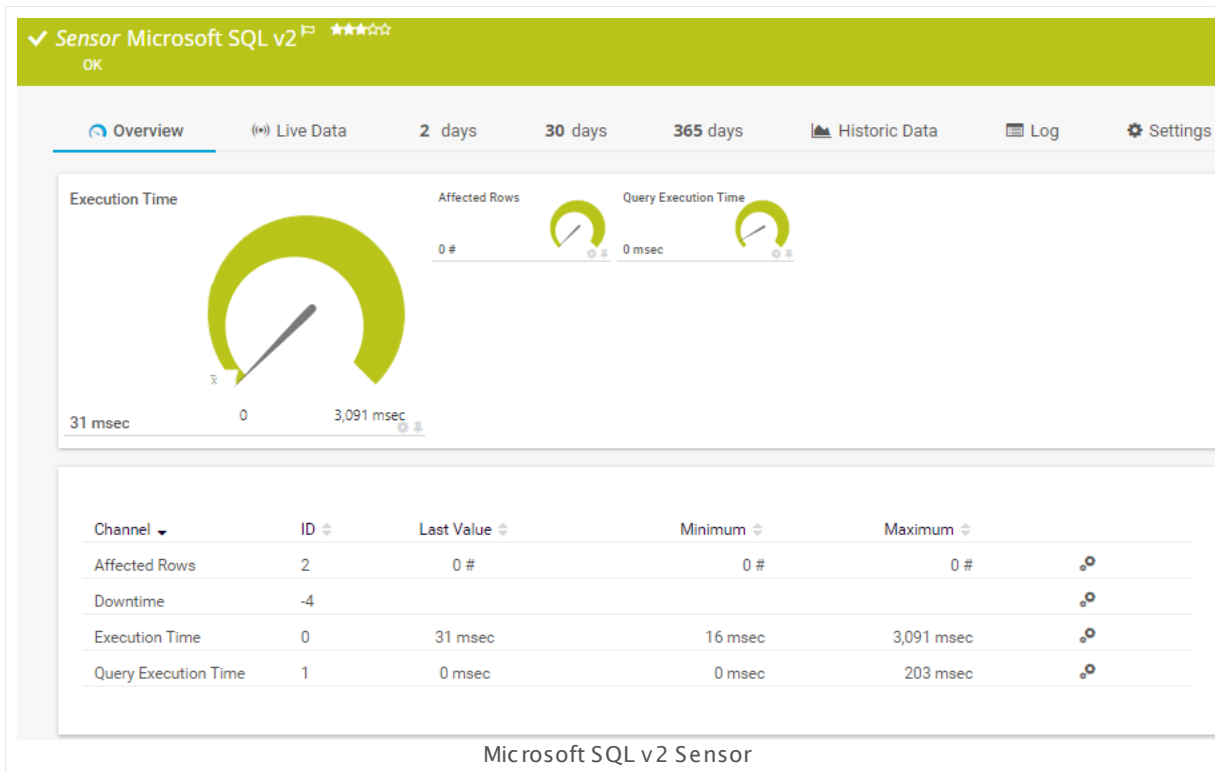 Sensor Microsoft SQL v2
OK
Overview Live Data 2 days 30 days 365 days Historic Data Log Settings
Execution Time
31 msec
0
3,091 msec
x̅
Affected Rows
0 #
Query Execution Time
0 msec
Channel ID Last Value Minimum Maximum
Affected Rows 2 0 # 0 # 0 #
Downtime -4
Execution Time 0 31 msec 16 msec 3,091 msec
Query Execution Time 1 0 msec 0 msec 203 msec
Microsoft SQL v2 Sensor